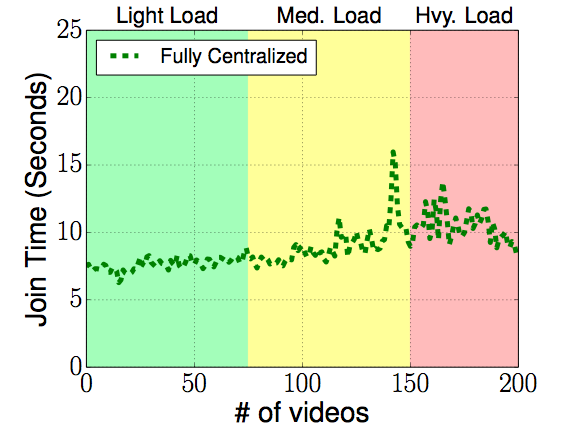 Light Load Med. Load Hvy. Load
25
Fully Centralized
20
15
10
5
0
Join Time (Seconds)
0 50 100 150 200
# of videos